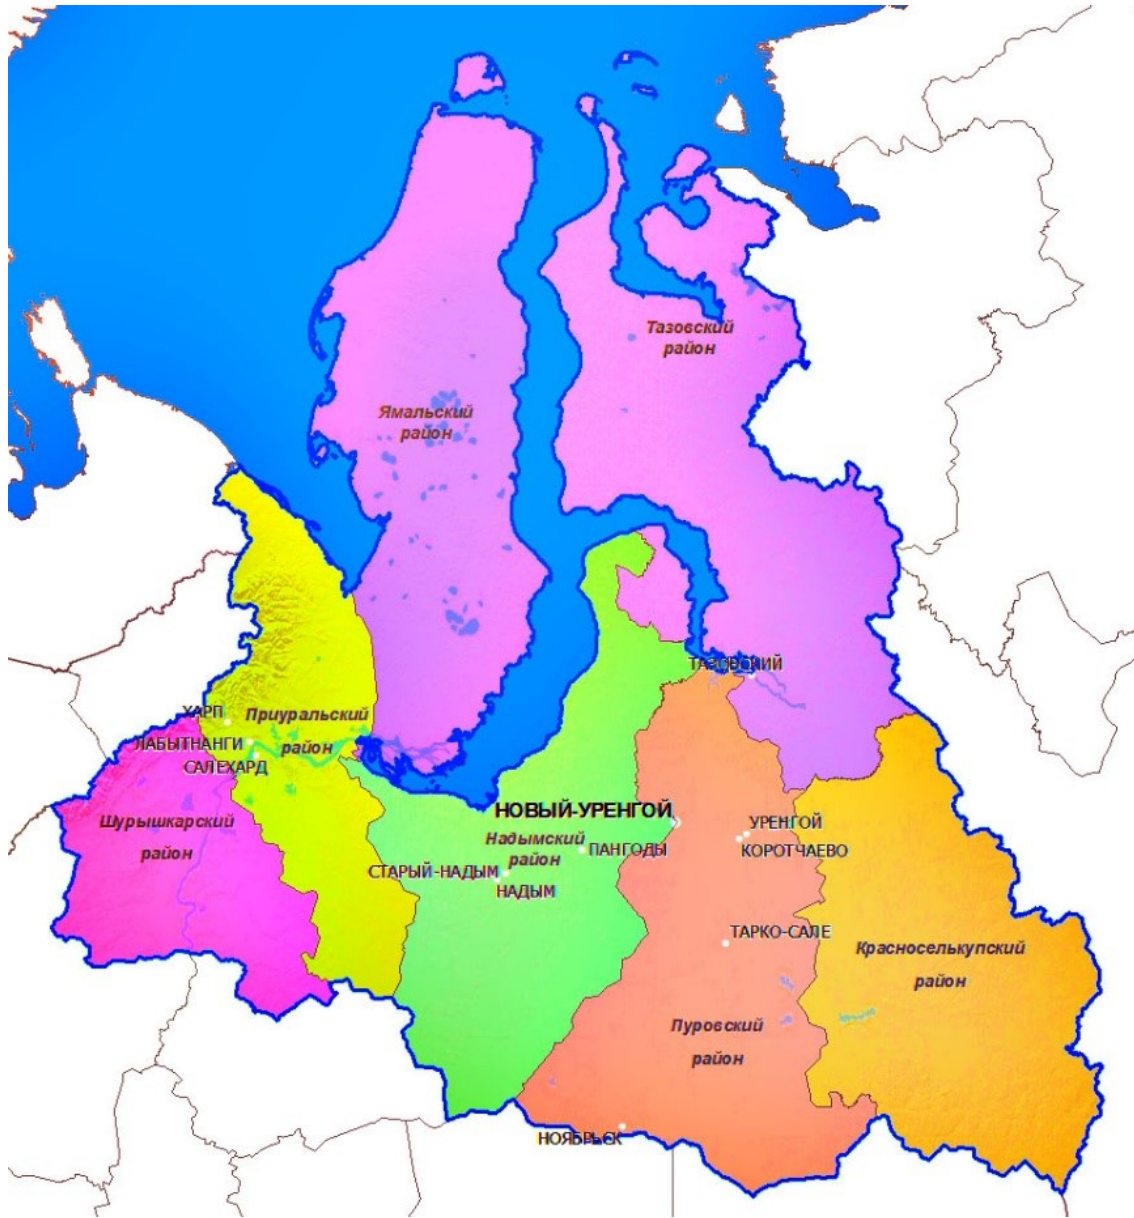 Тазовский
район
Ямальский
район
ТАЗОВСКИЙ
ХАРП
Приуральский
район
ЛАБЫТНАНГИ
САЛЕХАРД
НОВЫЙ-УРЕНГОЙ
Шурышкарский
район
УРЕНГОЙ
Надымский
район
ПАНГОДЫ
КОРОТЧАЕВО
СТАРЫЙ-НАДЫМ
НАДЫМ
ТАРКО-САЛЕ
Красноселькупский
район
Пуровский
район
НОЯБРЬСК